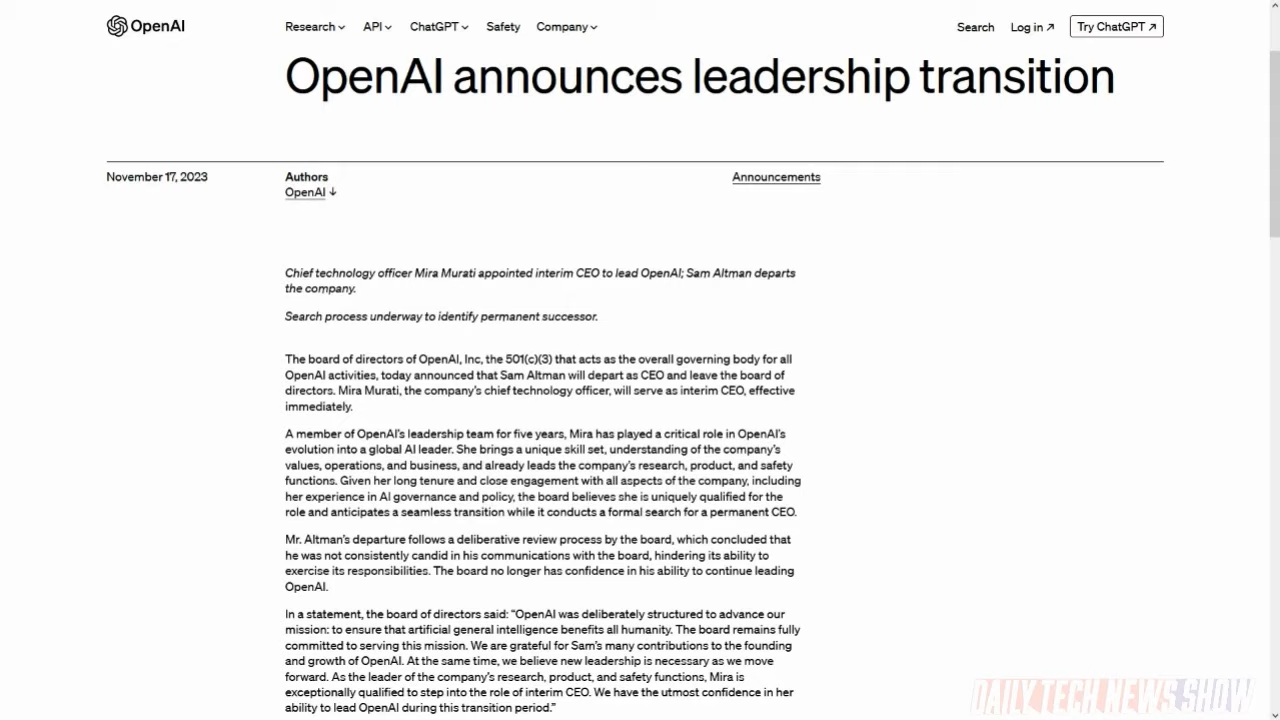 OpenAI
Research
API
ChatGPT
Safety
Company
Search
Log in ↗
Try ChatGPT ↗
OpenAI announces leadership transition
November 17, 2023
Authors
OpenAI ↓
Announcements
Chief technology officer Mira Murati appointed interim CEO to lead OpenAI; Sam Altman departs
the company.
Search process underway to identify permanent successor.
The board of directors of OpenAI, Inc, the 501(c)(3) that acts as the overall governing body for all
OpenAI activities, today announced that Sam Altman will depart as CEO and leave the board of
directors. Mira Murati, the company's chief technology officer, will serve as interim CEO, effective
immediately.
A member of OpenAI's leadership team for five years, Mira has played a critical role in OpenAI's
evolution into a global AI leader. She brings a unique skill set, understanding of the company's
values, operations, and business, and already leads the company's research, product, and safety
functions. Given her long tenure and close engagement with all aspects of the company, including
her experience in AI governance and policy, the board believes she is uniquely qualified for the
role and anticipates a seamless transition while it conducts a formal search for a permanent CEO.
Mr. Altman's departure follows a deliberative review process by the board, which concluded that
he was not consistently candid in his communications with the board, hindering its ability to
exercise its responsibilities. The board no longer has confidence in his ability to continue leading
OpenAI.
In a statement, the board of directors said: “OpenAI was deliberately structured to advance our
mission: to ensure that artificial general intelligence benefits all humanity. The board remains fully
committed to serving this mission. We are grateful for Sam's many contributions to the founding
and growth of OpenAI. At the same time, we believe new leadership is necessary as we move
forward. As the leader of the company's research, product, and safety functions, Mira is
exceptionally qualified to step into the role of interim CEO. We have the utmost confidence in her
ability to lead OpenAI during this transition period.”
DAILY TECH NEWS SHOW